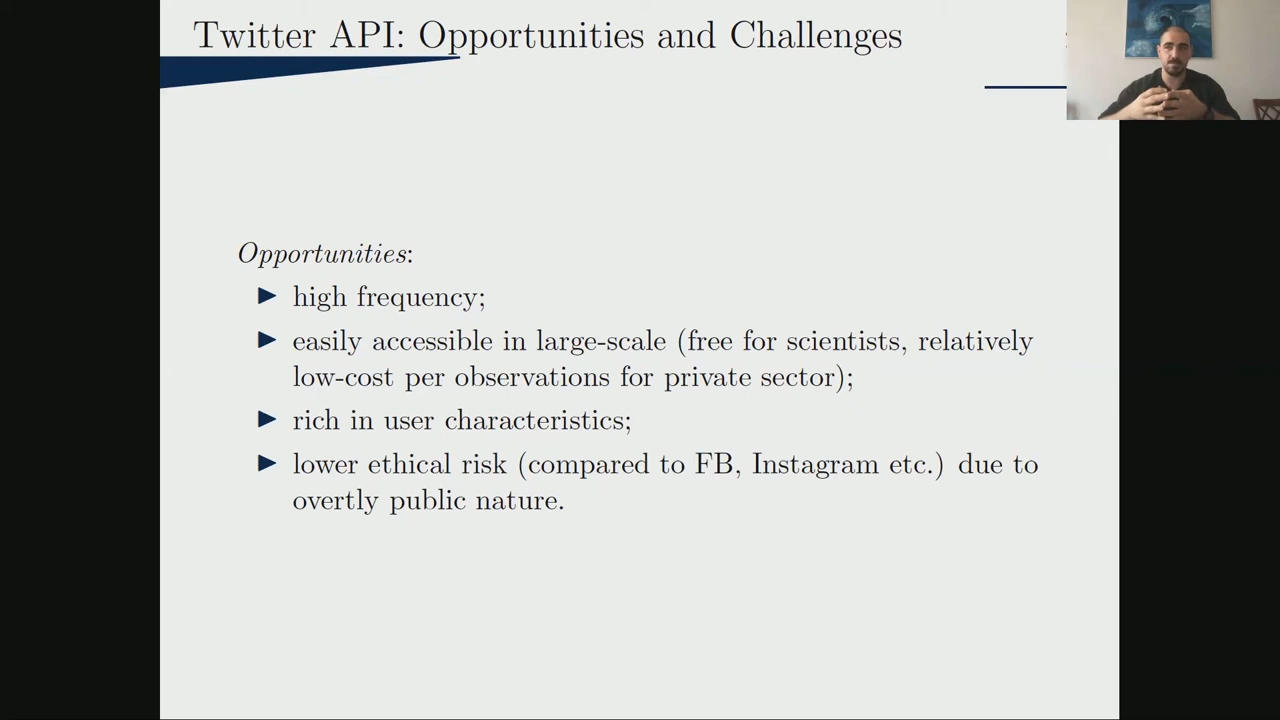 Twitter API: Opportunities and Challenges
Opportunities:
high frequency;
easily accessible in large-scale (free for scientists, relatively
low-cost per observations for private sector);
rich in user characteristics;
lower ethical risk (compared to FB, Instagram etc.) due to
overtly public nature.